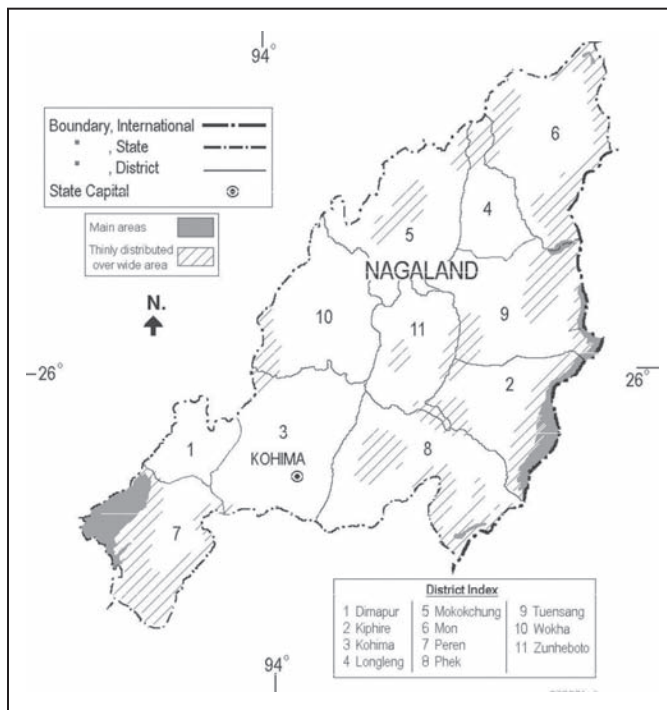 94°
Boundary, International
" , State
" , District
State Capital
Main areas
Thinly distributed
over wide area
N.
6
4
5
NAGALAND
10
11
9
26°
26°
2
1
3
KOHIMA
8
7
District Index
1 Dimapur
2 Kiphire
3 Kohima
4 Longleng
5 Mokokchung
6 Mon
7 Peren
8 Phek
9 Tuensang
10 Wokha
11 Zunheboto
94°